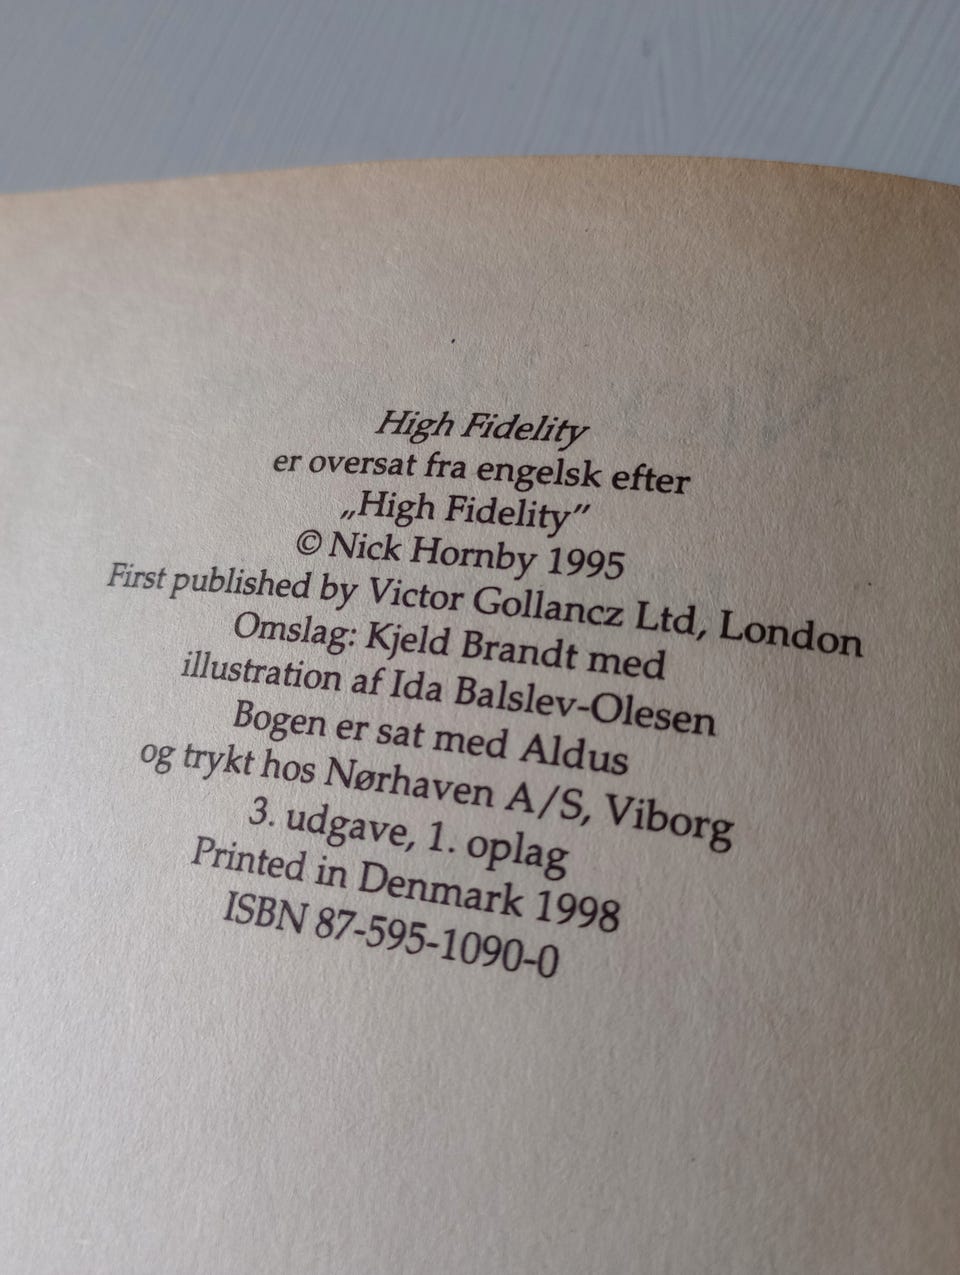 High Fidelity
er oversat fra engelsk efter
„High Fidelity”
© Nick Hornby 1995
First published by Victor Gollancz Ltd, London
Omslag: Kjeld Brandt med
illustration af Ida Balslev-Olesen
Bogen er sat med Aldus
og trykt hos Nørhaven A/S, Viborg
3. udgave, 1. oplag
Printed in Denmark 1998
ISBN 87-595-1090-0